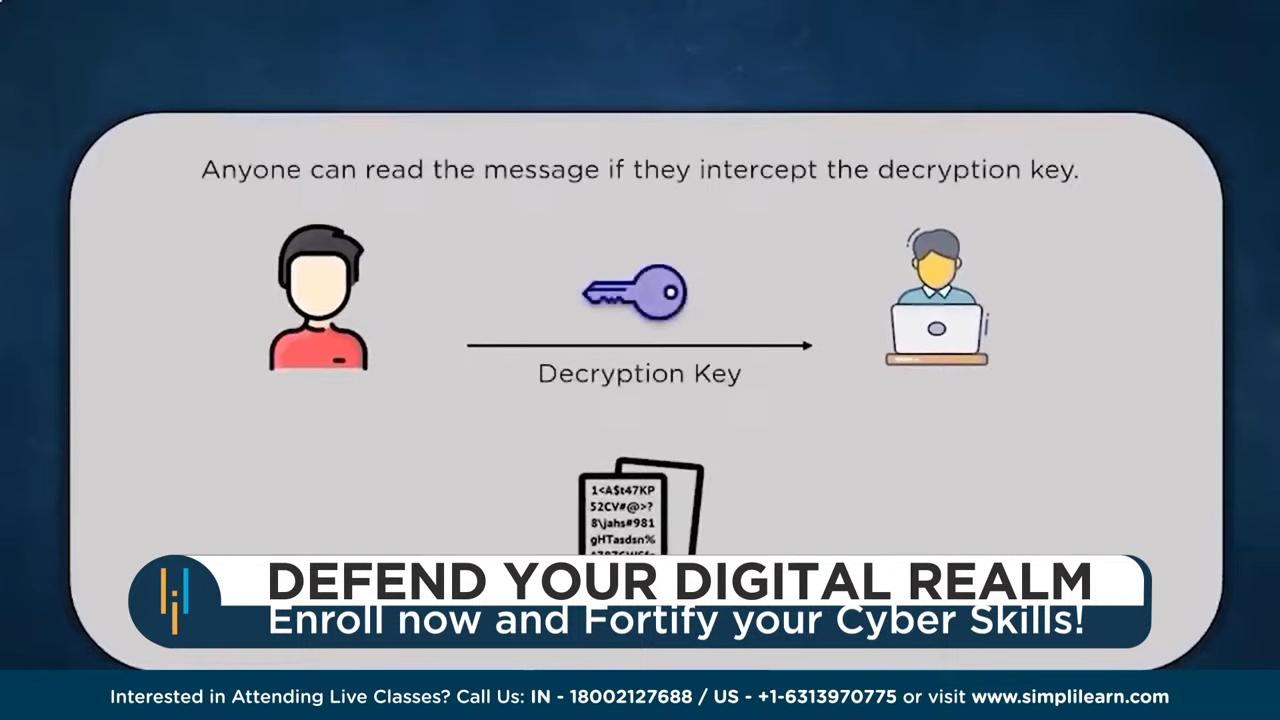 Anyone can read the message if they intercept the decryption key.
Decryption Key
1<A$t47KP
52CV#@>?
8\jahs#981
gHTasdsn%
DEFEND YOUR DIGITAL REALM
Enroll now and Fortify your Cyber Skills!
Interested in Attending Live Classes? Call Us: IN - 18002127688 / US - +1-6313970775 or visit www.simplilearn.com